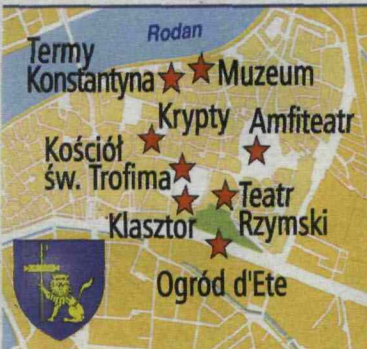 Rodan
Termy
Konstantyna
Muzeum
Krypty
Amfiteatr
Kościół
św. Trofima
Klasztor
Teatr
Rzymski
Ogród d'Ete